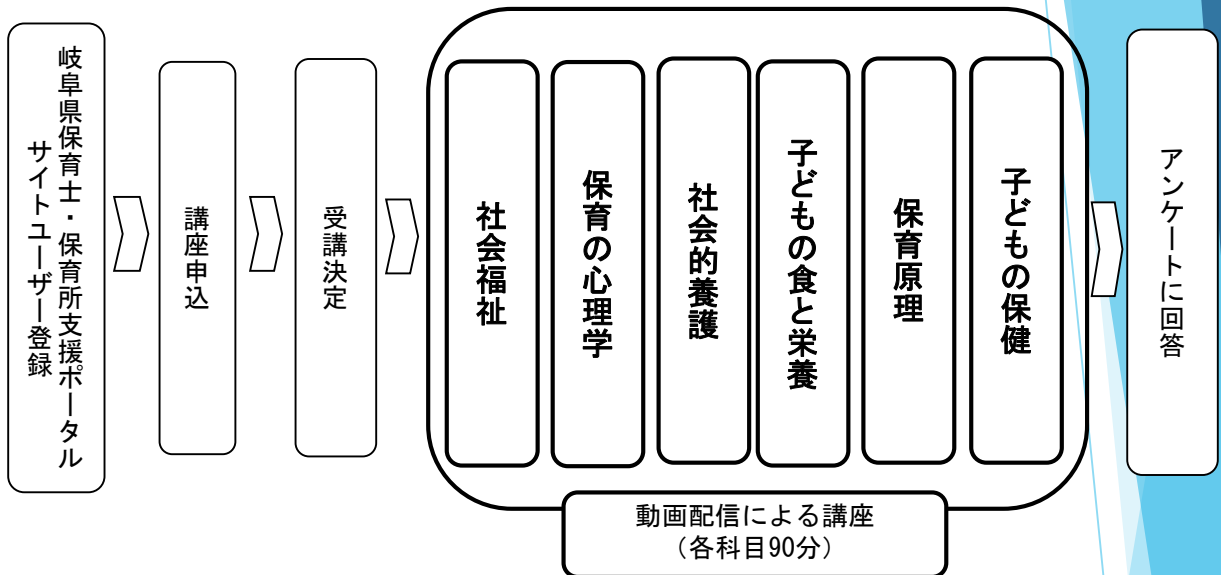 岐阜県保育士・保育所支援ポータル
サイトユーザー登録
講座申込
受講決定
社会福祉
保育の心理学
社会的養護
子どもの食と栄養
保育原理
子どもの保健
動画配信による講座
（各科目90分）
アンケートに回答